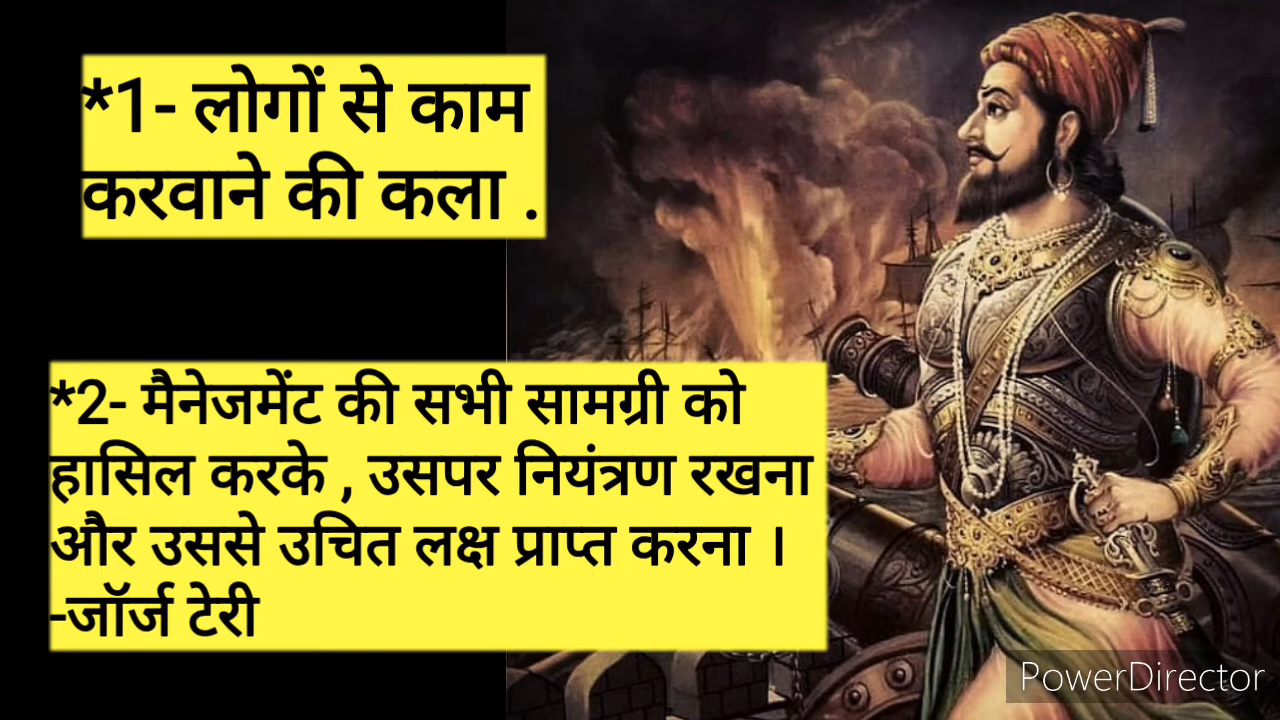 *1- लोगों से काम
करवाने की कला .
*2- मैनेजमेंट की सभी सामग्री को
हासिल करके , उसपर नियंत्रण रखना
और उससे उचित लक्ष प्राप्त करना ।
-जॉर्ज टेरी
PowerDirector